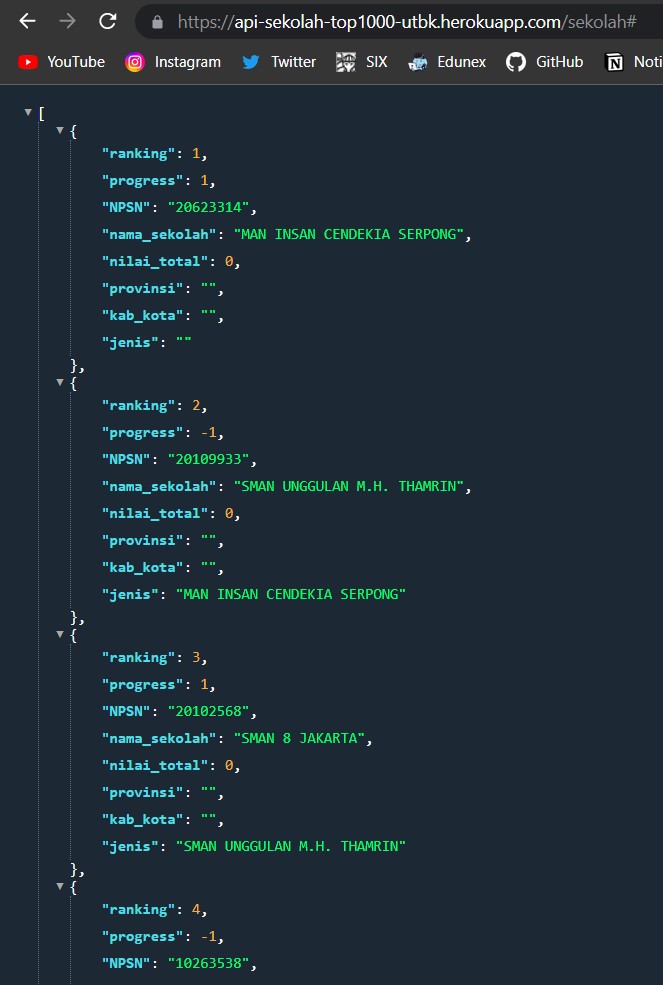 https://api-sekolah-top1000-utbk.herokuapp.com/sekolah#
YouTube Instagram Twitter SIX Edunex GitHub Noti
[
{
"ranking": 1,
"progress": 1,
"NPSN": "20623314",
"nama_sekolah": "MAN INSAN CENDEKIA SERPONG",
"nilai_total": 0,
"provinsi": "",
"kab_kota": "",
"jenis": ""
},
{
"ranking": 2,
"progress": -1,
"NPSN": "20109933",
"nama_sekolah": "SMAN UNGGULAN M.H. THAMRIN",
"nilai_total": 0,
"provinsi": "",
"kab_kota": "",
"jenis": "MAN INSAN CENDEKIA SERPONG"
},
{
"ranking": 3,
"progress": 1,
"NPSN": "20102568",
"nama_sekolah": "SMAN 8 JAKARTA",
"nilai_total": 0,
"provinsi": "",
"kab_kota": "",
"jenis": "SMAN UNGGULAN M.H. THAMRIN"
},
{
"ranking": 4,
"progress": -1,
"NPSN": "10263538",